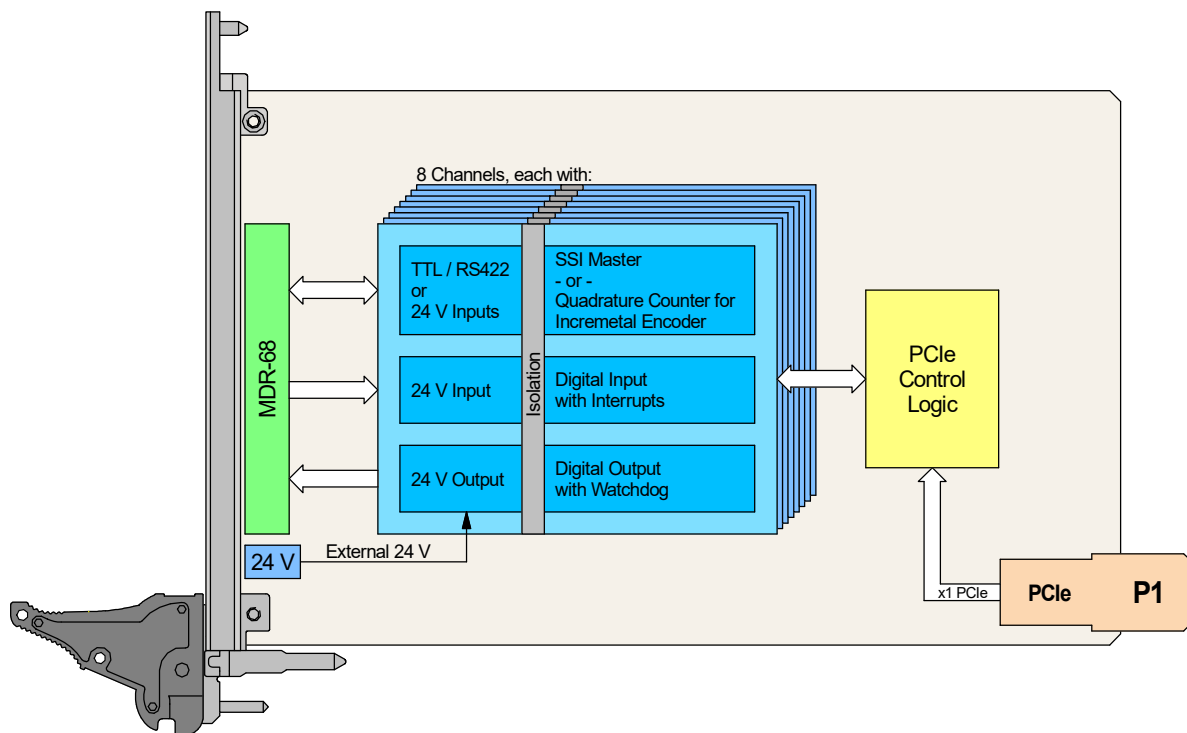 8 Channels, each with:
MDR-68
TTL / RS422
or
24 V Inputs
SSI Master
- or -
Quadrature Counter for
Incremetal Encoder
Isolation
24 V Input
Digital Input
with Interrupts
24 V Output
Digital Output
with Watchdog
PCIe
Control
Logic
24 V
External 24 V
x1 PCIe
PCIe
P1